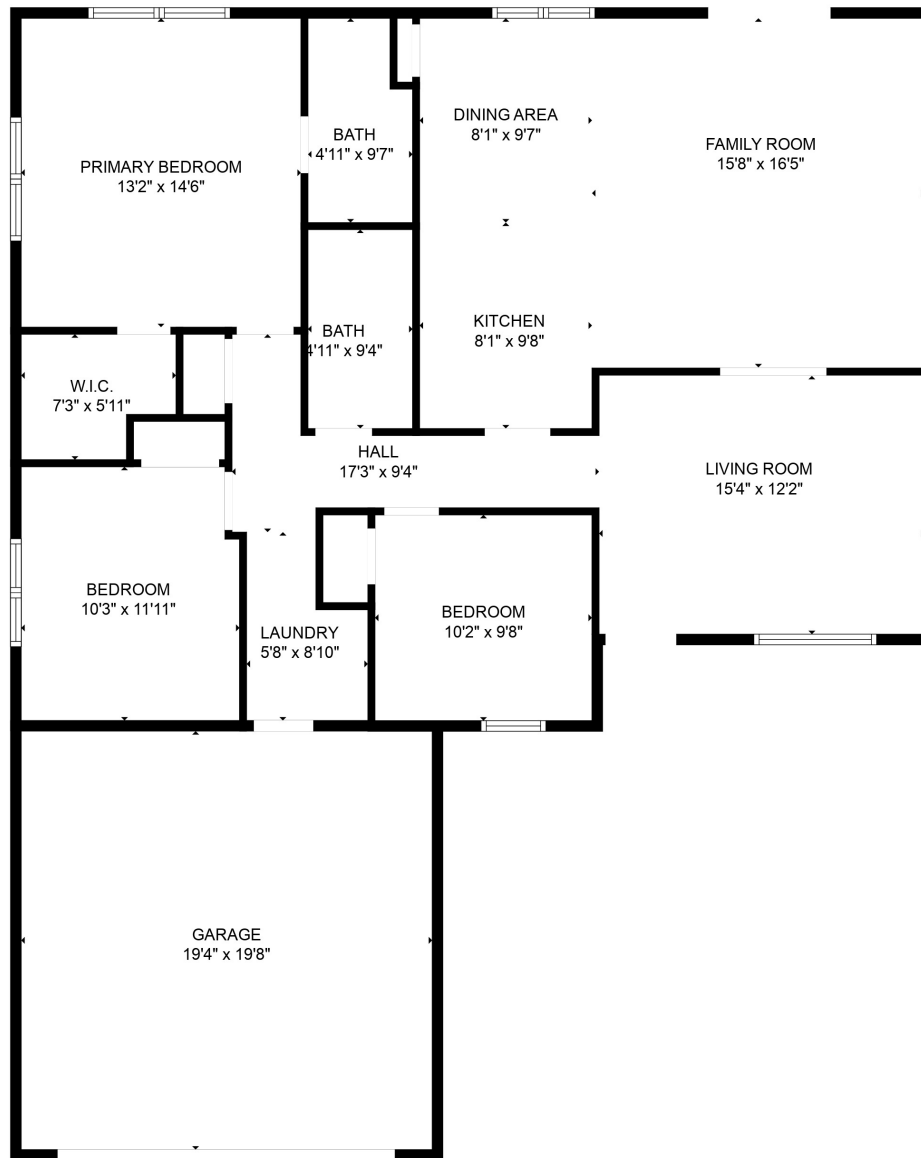 PRIMARY BEDROOM
13'2" x 14'6"
BATH
4'11" x 9'7"
DINING AREA
8'1" x 9'7"
FAMILY ROOM
15'8" x 16'5"
BATH
4'11" x 9'4"
KITCHEN
8'1" x 9'8"
W.I.C.
7'3" x 5'11"
HALL
17'3" x 9'4"
LIVING ROOM
15'4" x 12'2"
BEDROOM
10'3" x 11'11"
LAUNDRY
5'8" x 8'10"
BEDROOM
10'2" x 9'8"
GARAGE
19'4" x 19'8"